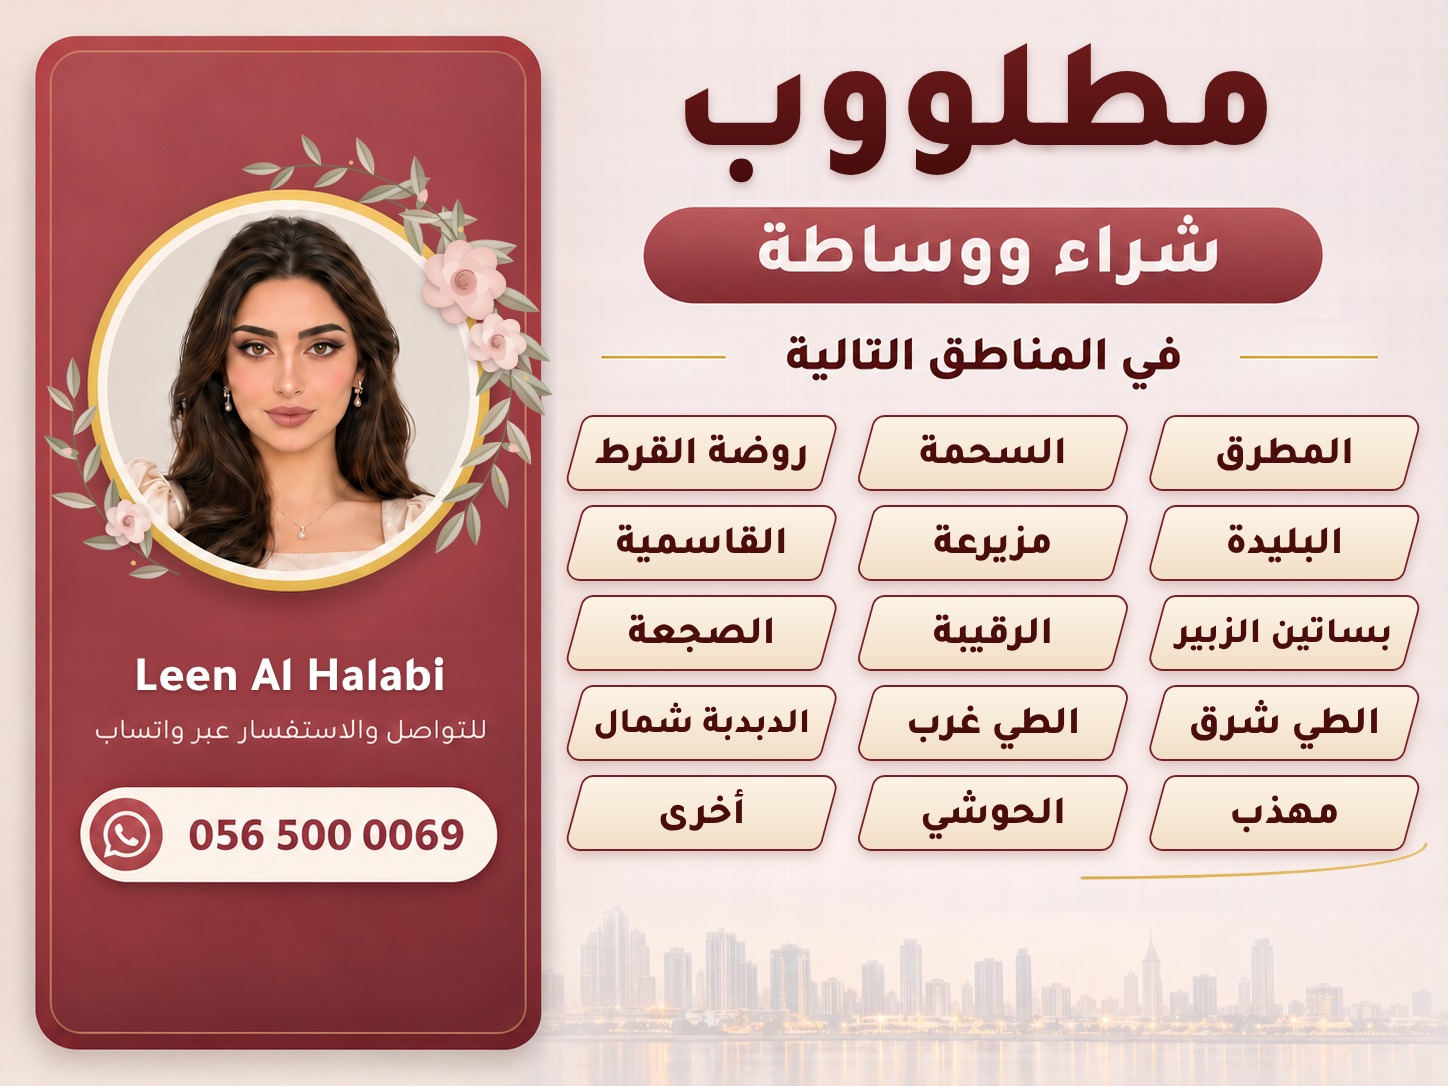 مطلووب
شراء ووساطة
في المناطق التالية
المطرق
السحمة
روضة القرط
البليدة
مزيرعة
القاسمية
بساتين الزبير
الرقيبة
الصجعة
الطي شرق
الطي غرب
الدبدبة شمال
مهذب
الحوشي
أخرى
Leen Al Halabi
للتواصل والاستفسار عبر واتساب
056 500 0069